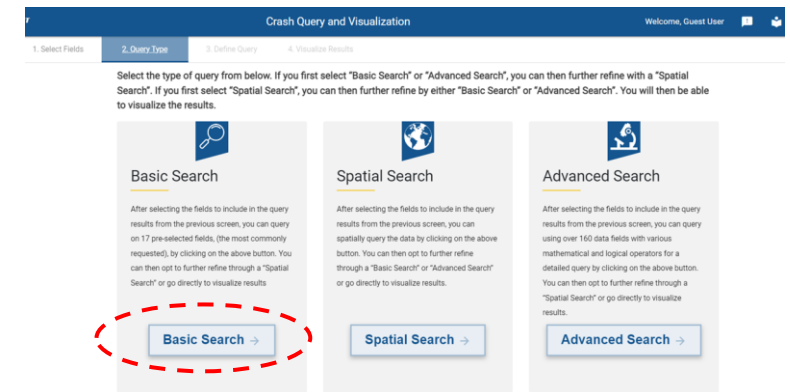 Crash Query and Visualization
Welcome, Guest User
1. Select Fields
2. Query Type
3. Define Query
4. Visualize Results
Select the type of query from below. If you first select "Basic Search" or "Advanced Search", you can then further refine with a "Spatial
Search". If you first select "Spatial Search", you can then further refine by either "Basic Search" or "Advanced Search". You will then be able
to visualize the results.
Basic Search
After selecting the fields to include in the query
results from the previous screen, you can query
on 17 pre-selected fields, (the most commonly
requested), by clicking on the above button. You
can then opt to further refine through a "Spatial
Search" or go directly to visualize results
Basic Search →
Spatial Search
After selecting the fields to include in the query
results from the previous screen, you can
spatially query the data by clicking on the above
button. You can then opt to further refine
through a "Basic Search" or "Advanced Search"
or go directly to visualize results.
Spatial Search →
Advanced Search
After selecting the fields to include in the query
results from the previous screen, you can query
using over 160 data fields with various
mathematical and logical operators for a
detailed query by clicking on the above button.
You can then opt to further refine through a
"Spatial Search" or go directly to visualize
results.
Advanced Search →